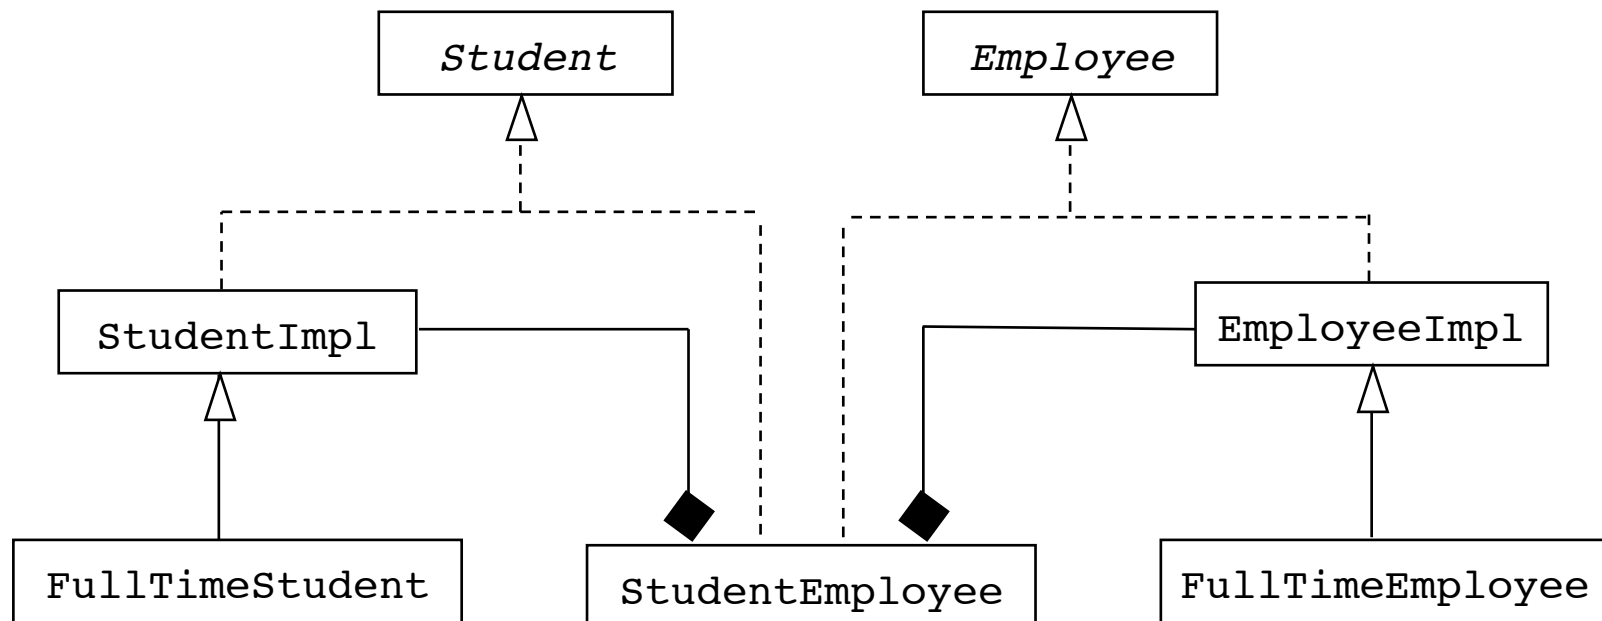 Student
Employee
StudentImpl
EmployeeImpl
FullTimeStudent
StudentEmployee
FullTimeEmployee